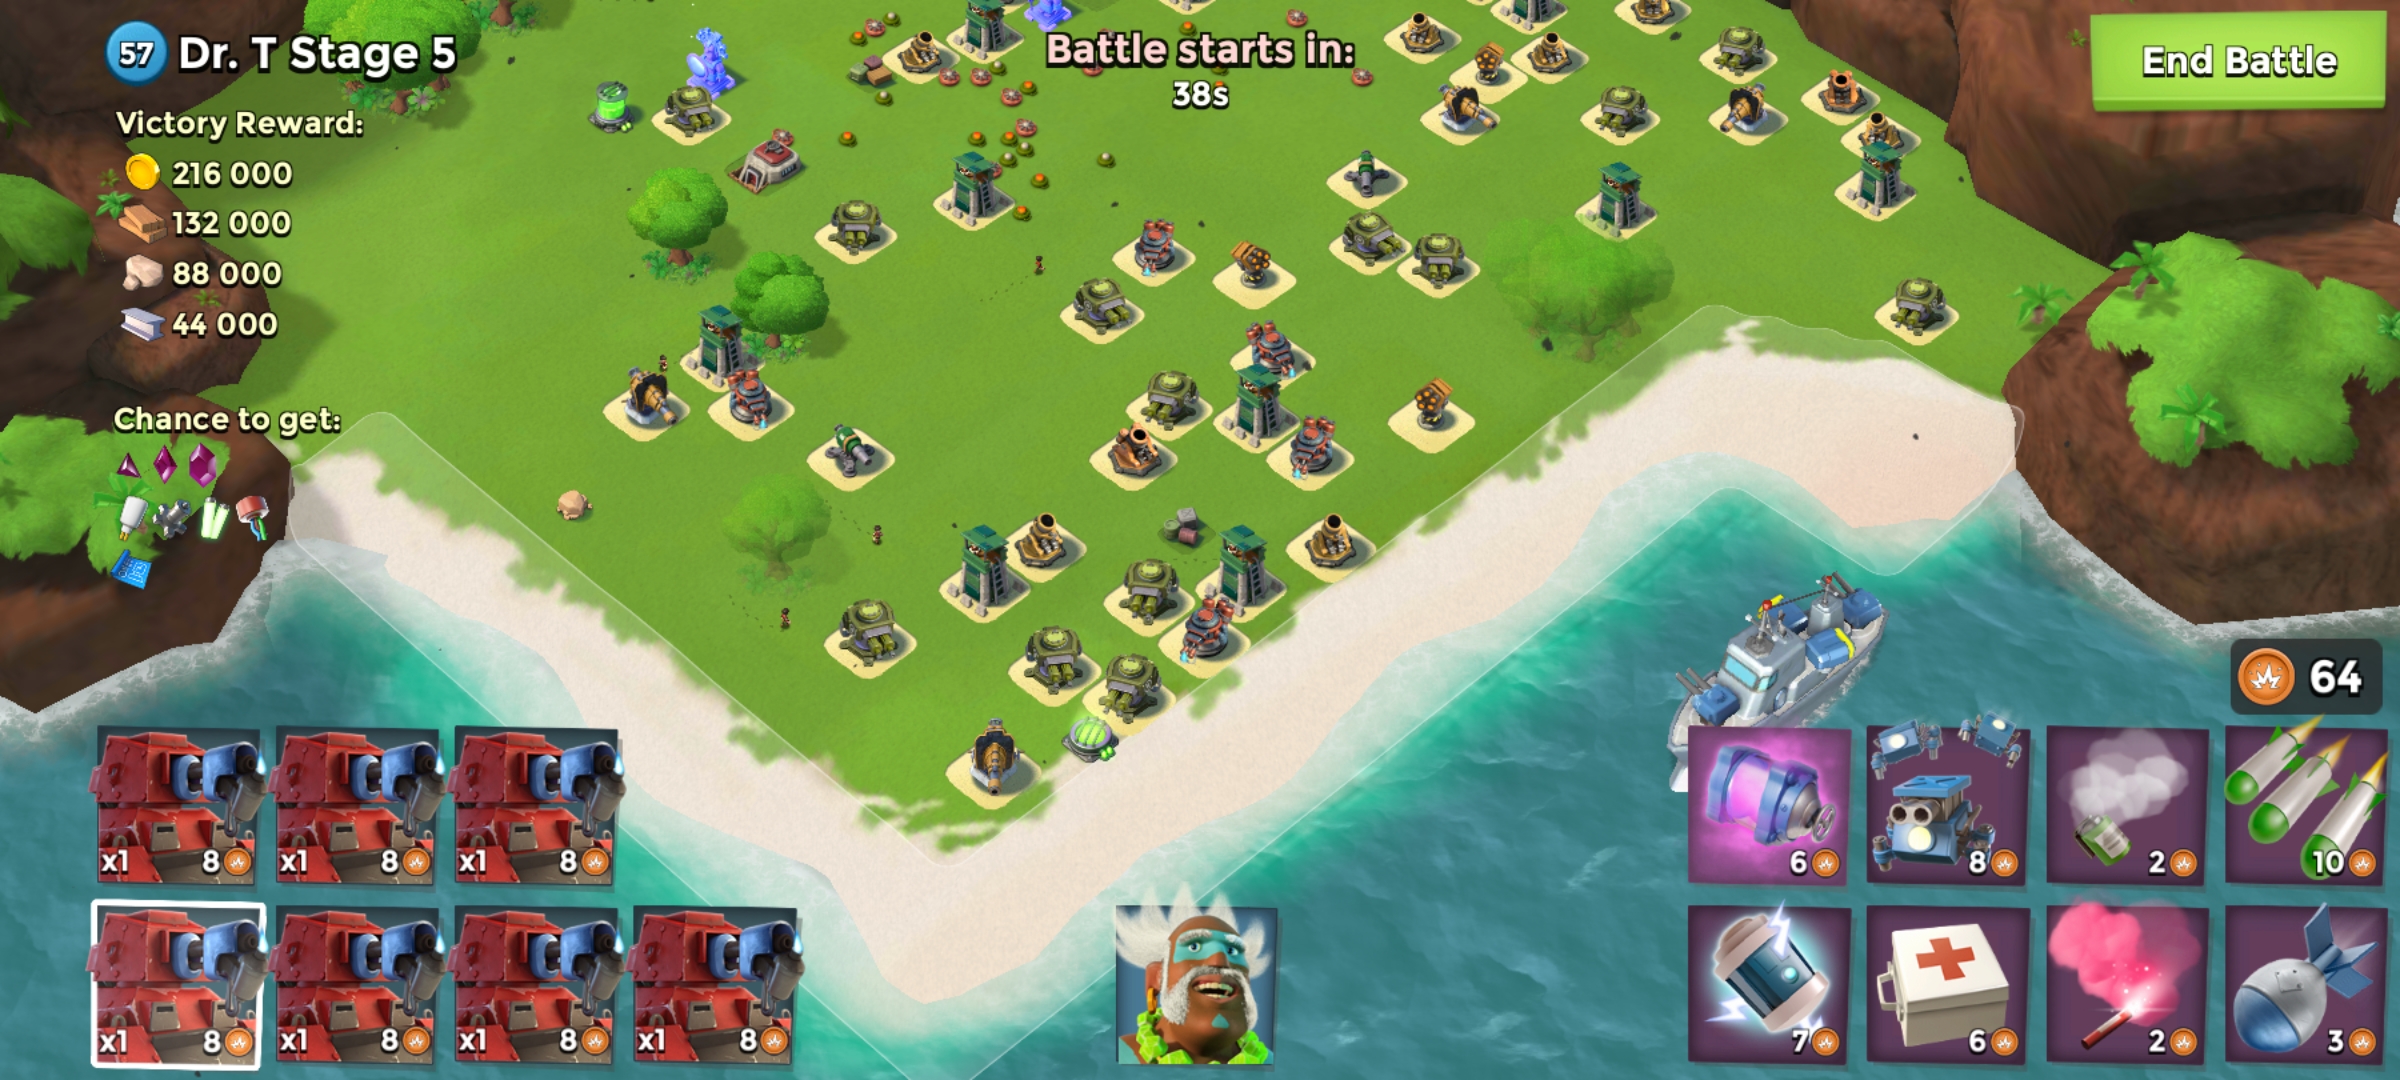 57 Dr. T Stage 5
Battle starts in:
38s
End Battle
Victory Reward:
216 000
132 000
88 000
44 000
Chance to get:
64
x1 8
x1 8
x1 8
6
8
2
10
x1 8
x1 8
x1 8
x1 8
7
6
2
3